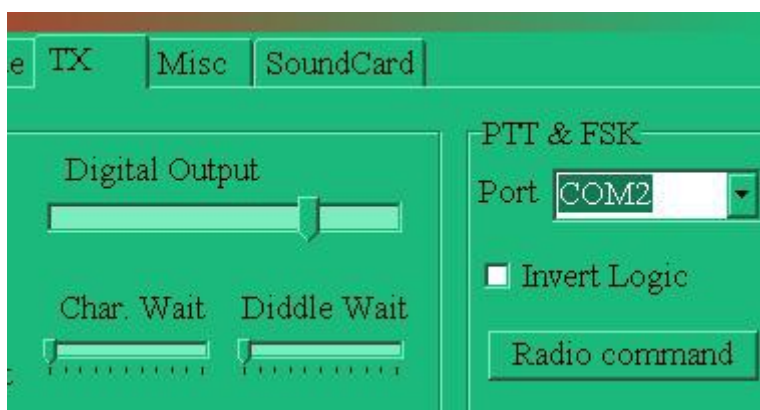 e TX Misc SoundCard
PTT & FSK
Digital Output
Port COM2
Invert Logic
Char. Wait Diddle Wait
Radio command